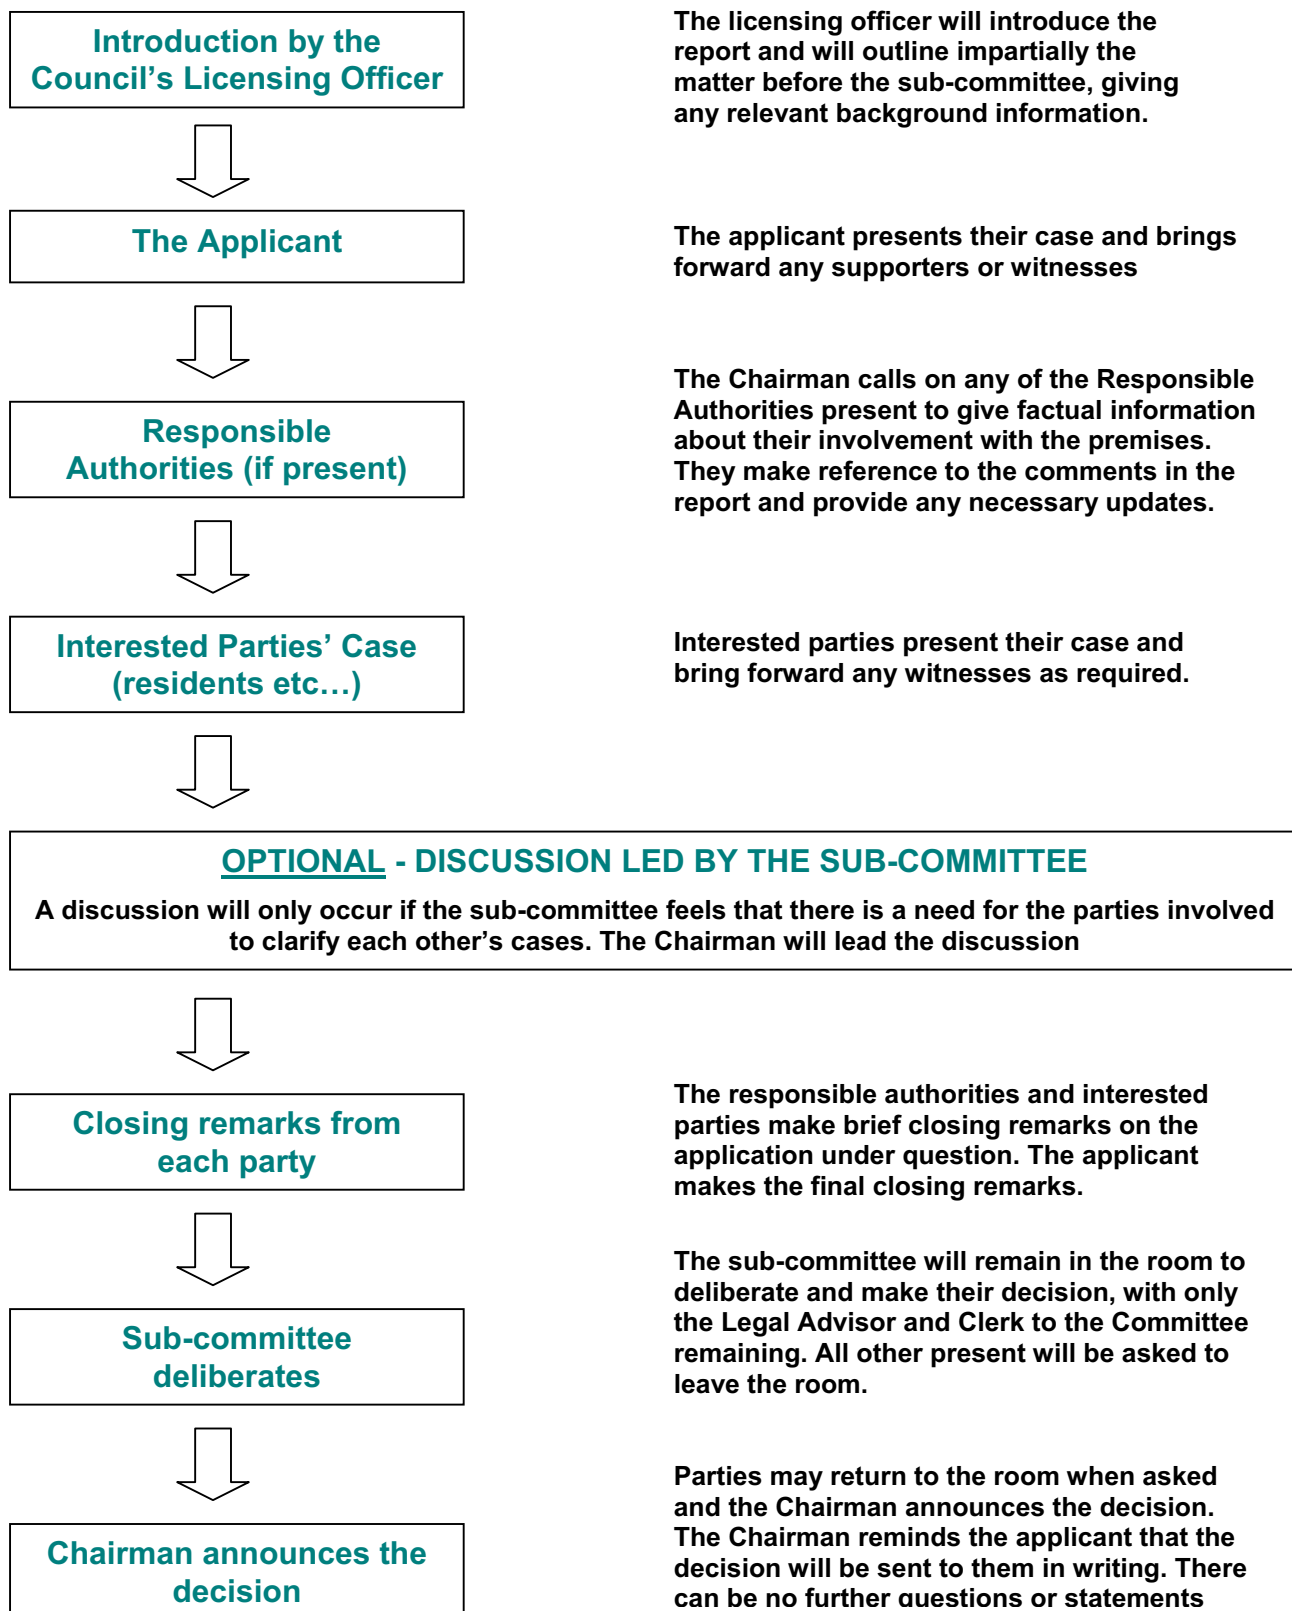 Introduction by the
Council’s Licensing Officer
The licensing officer will introduce the
report and will outline impartially the
matter before the sub-committee, giving
any relevant background information.
The Applicant
The applicant presents their case and brings
forward any supporters or witnesses
Responsible
Authorities (if present)
The Chairman calls on any of the Responsible
Authorities present to give factual information
about their involvement with the premises.
They make reference to the comments in the
report and provide any necessary updates.
Interested Parties’ Case
(residents etc…)
Interested parties present their case and
bring forward any witnesses as required.
OPTIONAL - DISCUSSION LED BY THE SUB-COMMITTEE
A discussion will only occur if the sub-committee feels that there is a need for the parties involved
to clarify each other’s cases. The Chairman will lead the discussion
Closing remarks from
each party
The responsible authorities and interested
parties make brief closing remarks on the
application under question. The applicant
makes the final closing remarks.
Sub-committee
deliberates
The sub-committee will remain in the room to
deliberate and make their decision, with only
the Legal Advisor and Clerk to the Committee
remaining. All other present will be asked to
leave the room.
Chairman announces the
decision
Parties may return to the room when asked
and the Chairman announces the decision.
The Chairman reminds the applicant that the
decision will be sent to them in writing. There
can be no further questions or statements